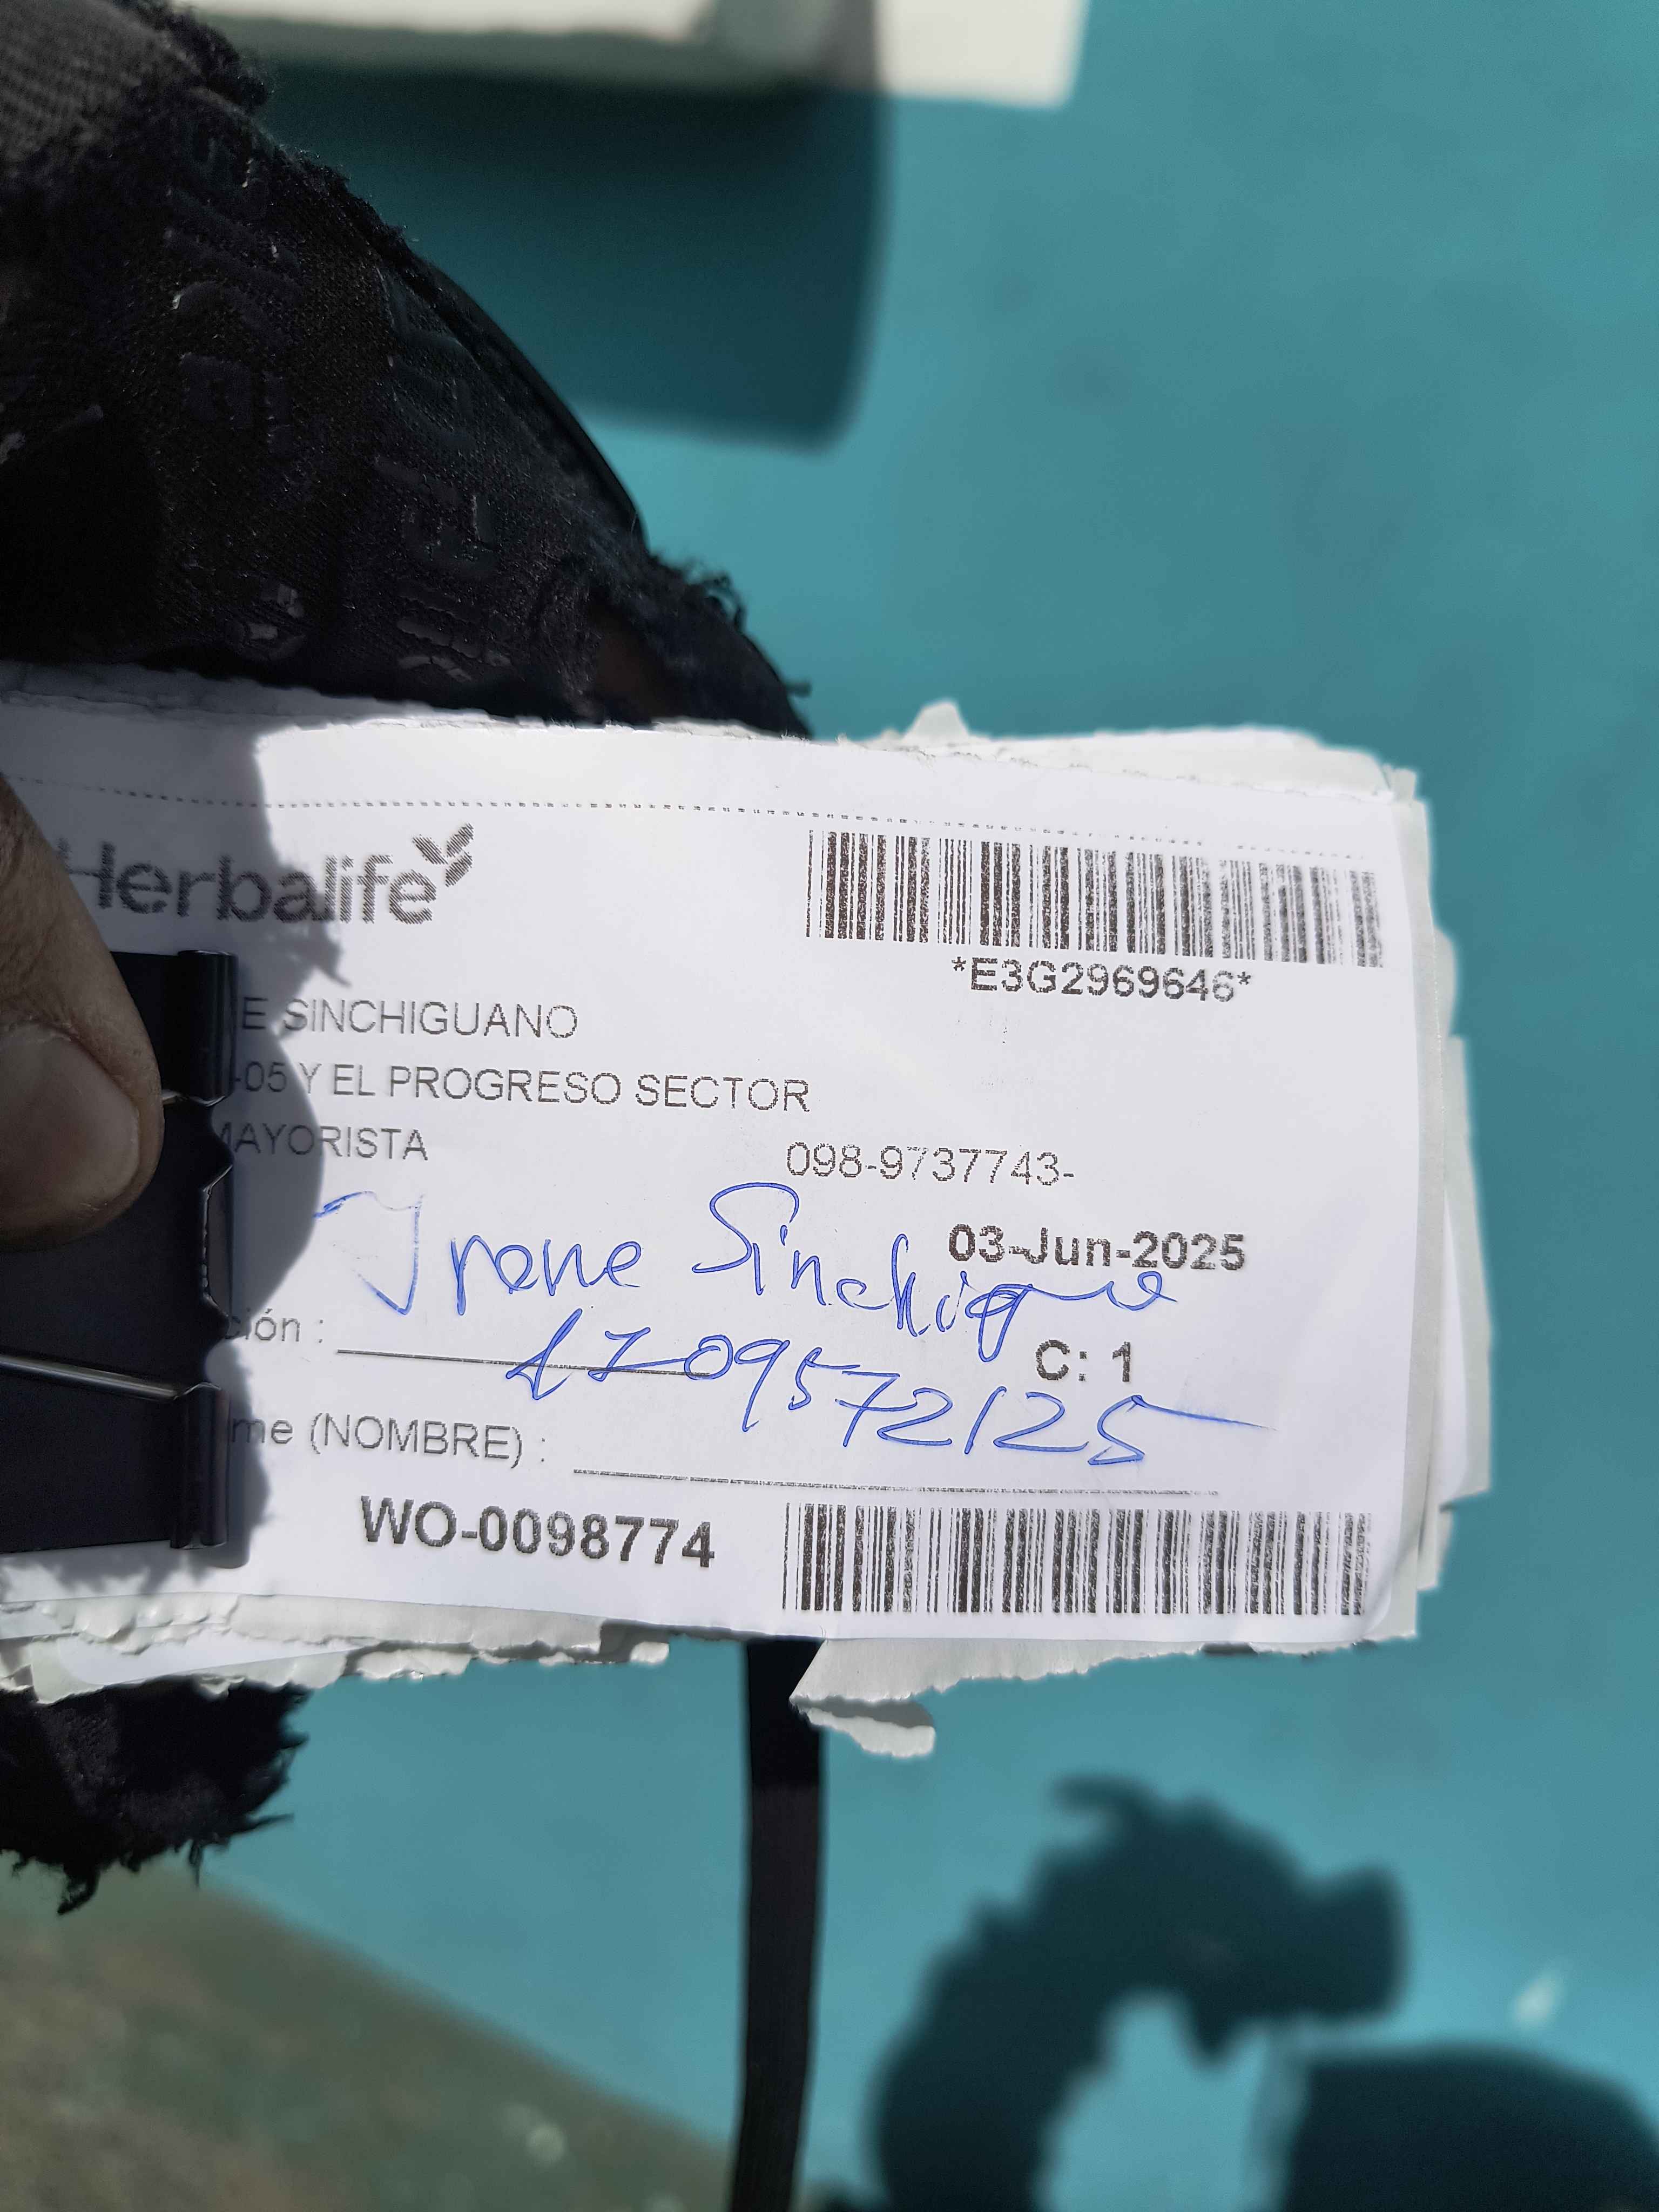 Herbalife
*E3G2969646*
E SINCHIGUANO
-05 Y EL PROGRESO SECTOR
MAYORISTA
098-9737743-
03-Jun-2025
Irene Sinchigua
ción :
1709572125
C: 1
me (NOMBRE) :
WO-0098774